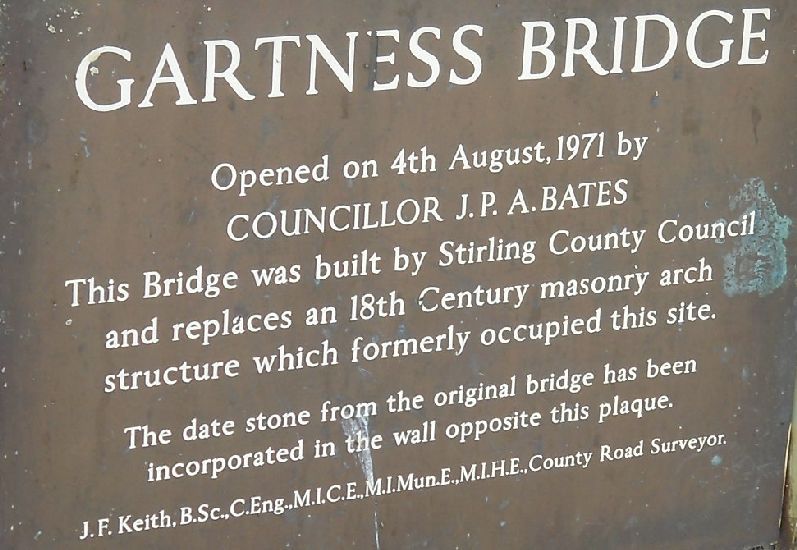 GARTNESS BRIDGE
Opened on 4th August, 1971 by
COUNCILLOR J. P. A. BATES
This Bridge was built by Stirling County Council
and replaces an 18th Century masonry arch
structure which formerly occupied this site.
The date stone from the original bridge has been
incorporated in the wall opposite this plaque.
J. F. Keith, B.Sc., C.Eng., M.I.C.E., M.I.Mun.E., M.I.H.E., County Road Surveyor.